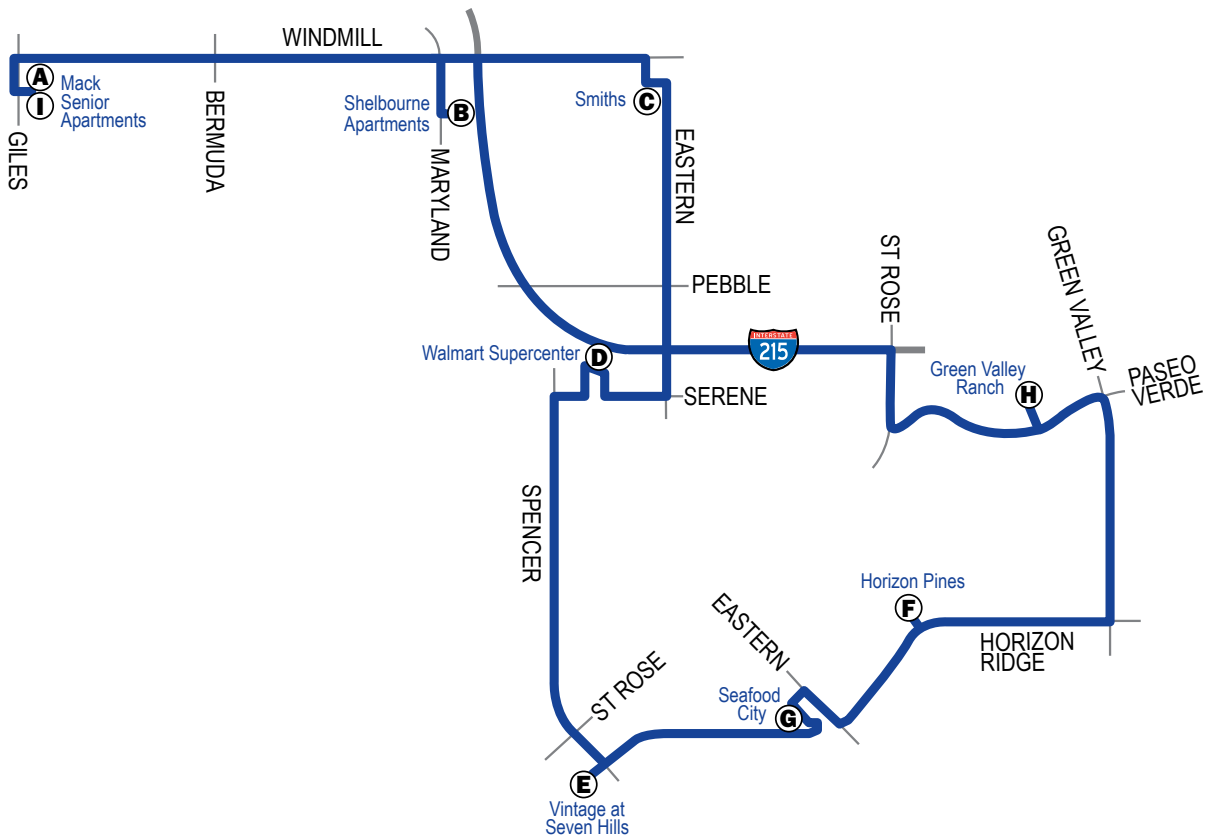 WINDMILL
A
I
Mack
Senior
Apartments
GILES
BERMUDA
Shelbourne
Apartments
B
MARYLAND
Smiths
C
EASTERN
PEBBLE
ST ROSE
GREEN VALLEY
INTERSTATE
215
Walmart Supercenter
D
SERENE
Green Valley
Ranch
H
PASEO
VERDE
SPENCER
Horizon Pines
F
HORIZON
RIDGE
EASTERN
ST ROSE
Seafood
City
G
E
Vintage at
Seven Hills